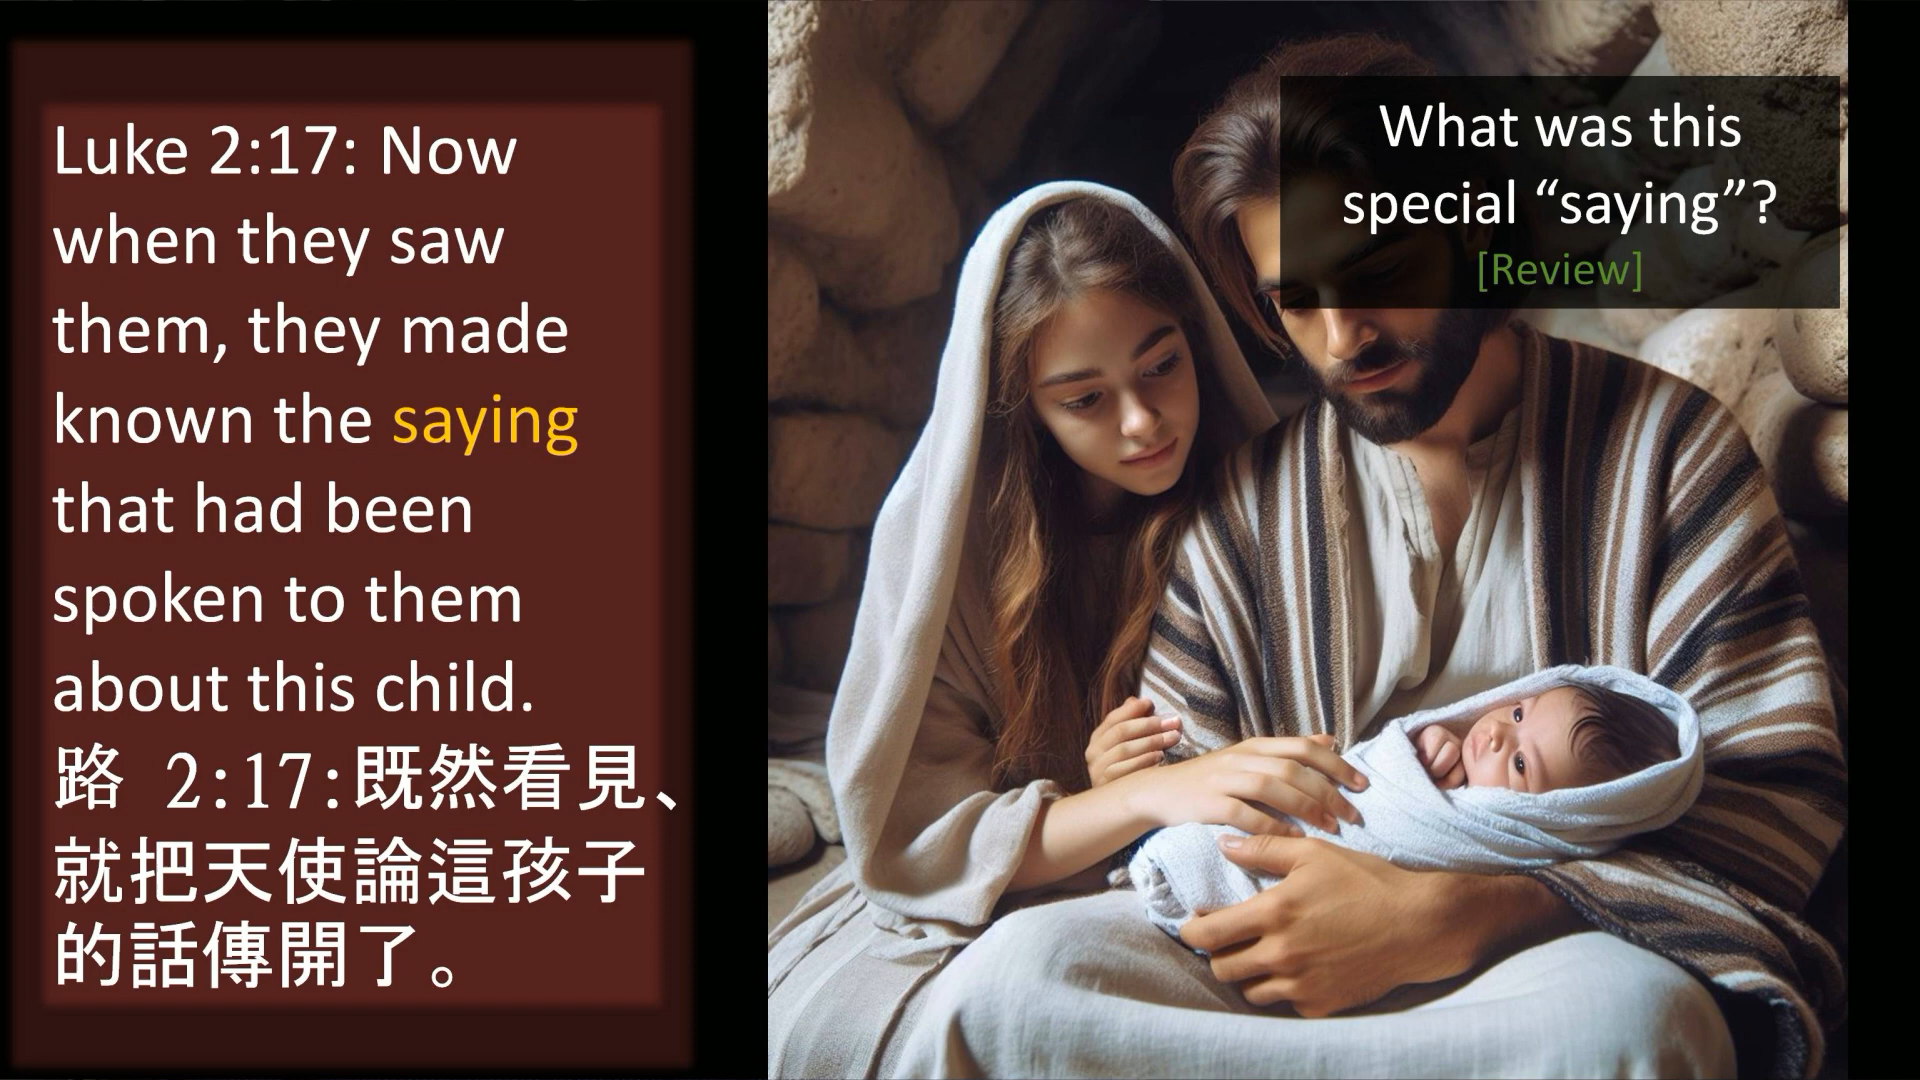 Luke 2:17: Now
when they saw
them, they made
known the saying
that had been
spoken to them
about this child.
路 2:17:既然看見、
就把天使論這孩子
的話傳開了。
What was this
special “saying”?
[Review]